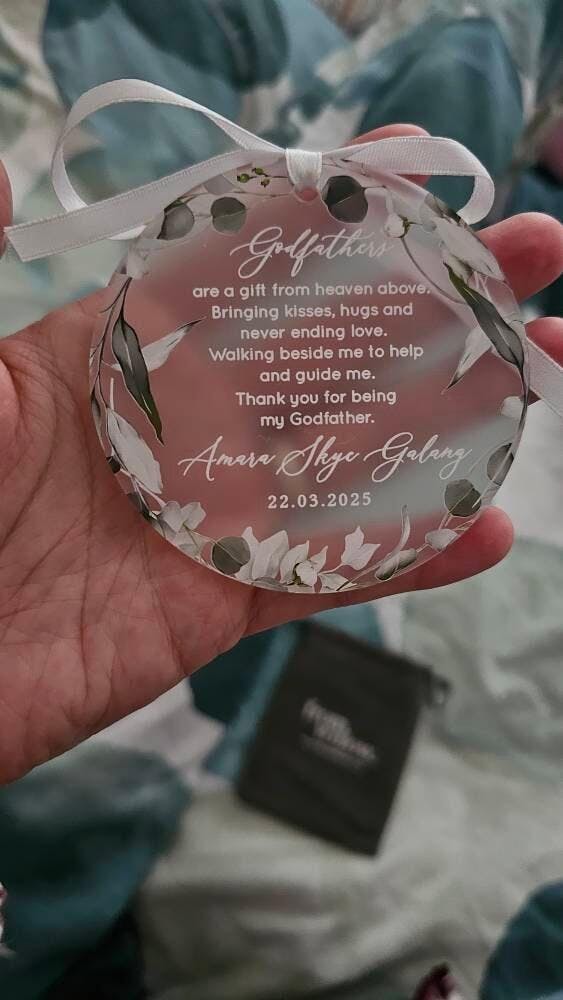 Godfathers
are a gift from heaven above.
Bringing kisses, hugs and
never ending love.
Walking beside me to help
and guide me.
Thank you for being
my Godfather.
Amara Skye Galang
22.03.2025